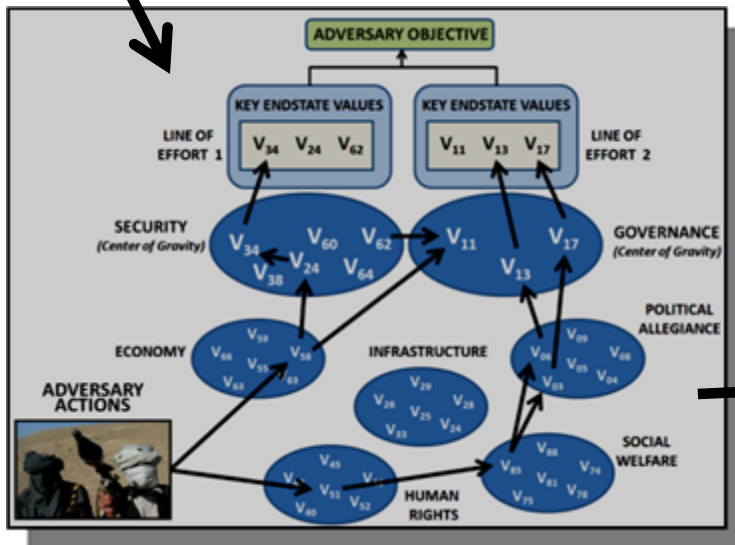 ADVERSARY OBJECTIVE
KEY ENDSTATE VALUES
V34 V24 V62
KEY ENDSTATE VALUES
V11 V13 V17
LINE OF
EFFORT 1
LINE OF
EFFORT 2
SECURITY
(Center of Gravity)
V34 V60 V62
V38 V24 V64
V11 V17
V13
GOVERNANCE
(Center of Gravity)
ECONOMY
V59
V66 V58
V55
V63 63
INFRASTRUCTURE
V29
V26 V28
V25
V33 V24
POLITICAL
ALLEGIANCE
V09
V06 V08
V05
V03 V04
ADVERSARY
ACTIONS
V45
V51
V40 V52
HUMAN
RIGHTS
V88
V85 V74
V81
V75 V78
SOCIAL
WELFARE